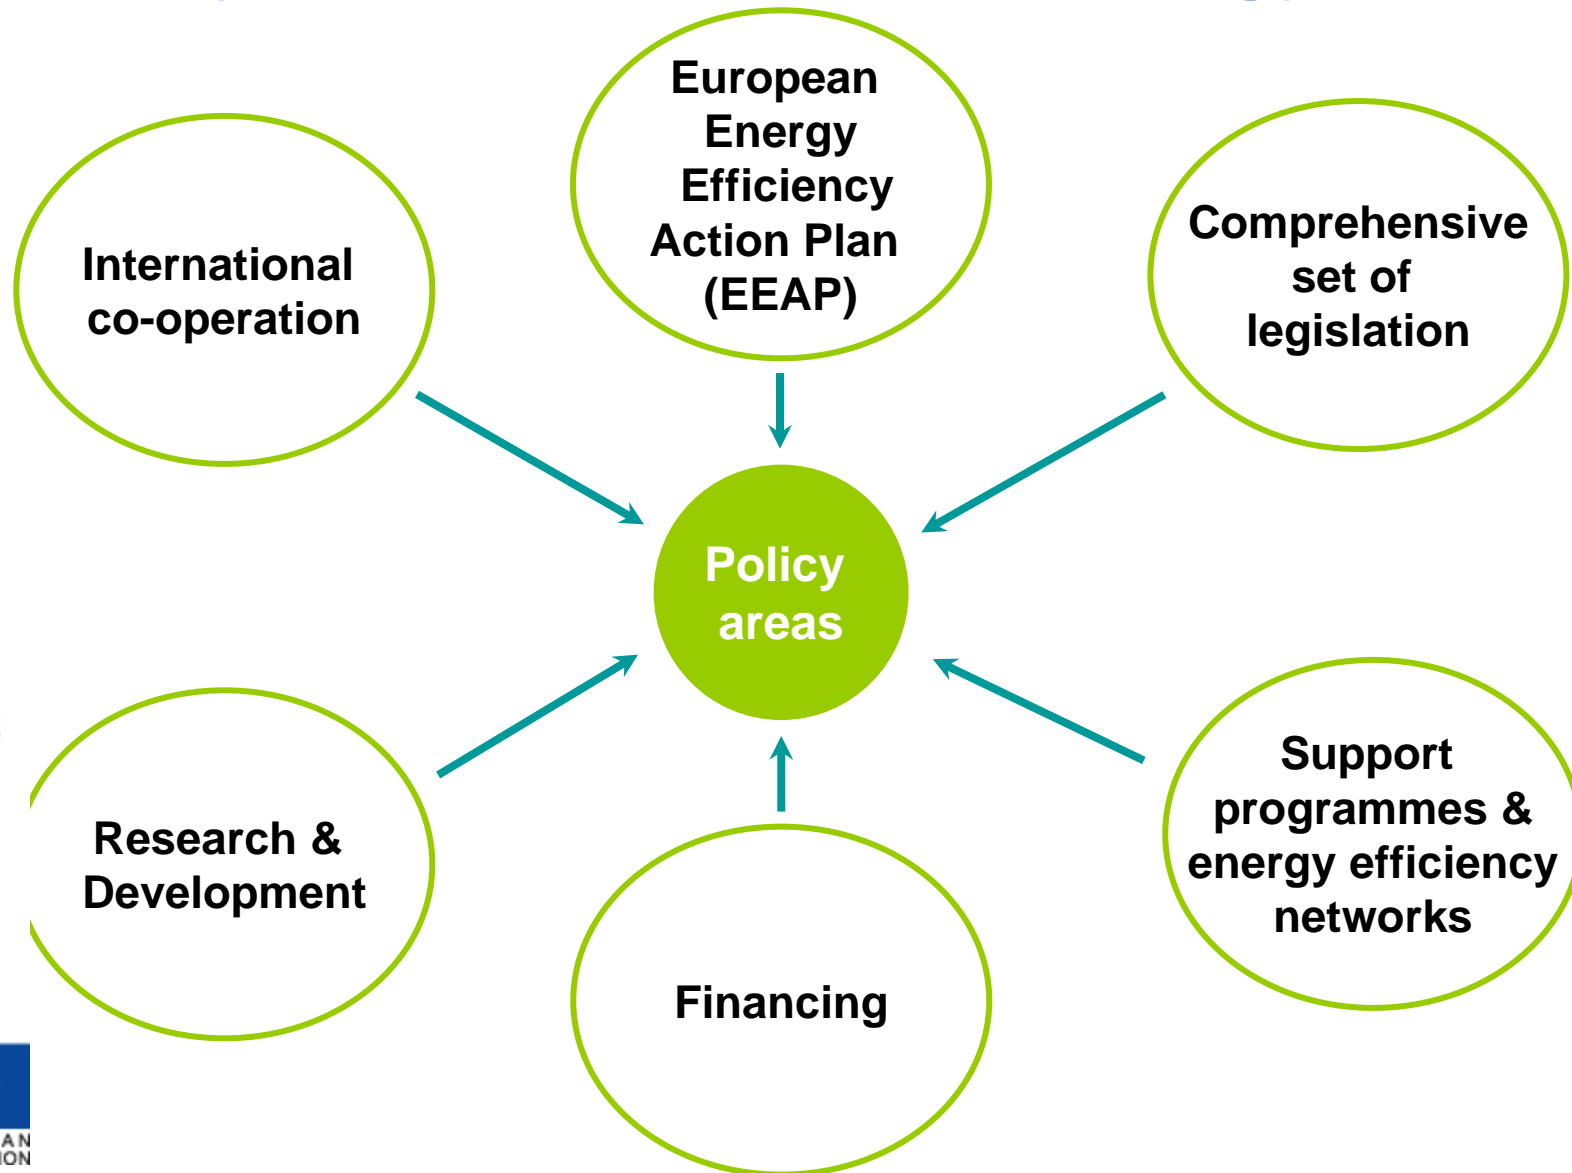 European
Energy
Efficiency
Action Plan
(EEAP)
International
co-operation
Comprehensive
set of
legislation
Policy
areas
Research &
Development
Support
programmes &
energy efficiency
networks
Financing